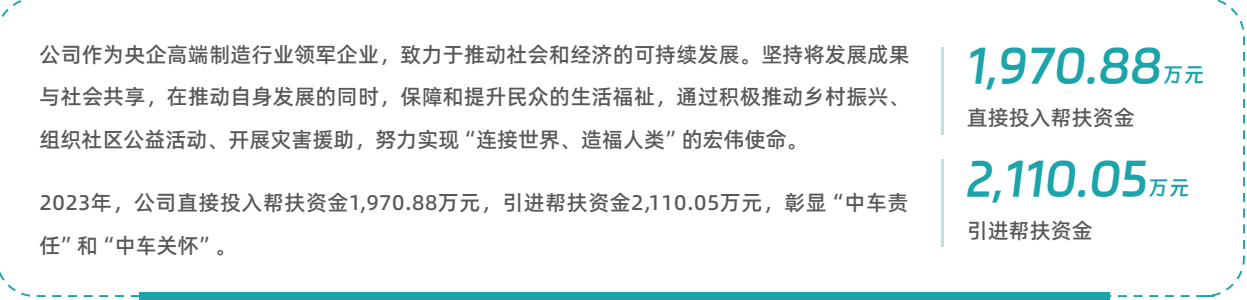 公司作为央企高端制造行业领军企业，致力于推动社会和经济的可持续发展。坚持将发展成果
与社会共享，在推动自身发展的同时，保障和提升民众的生活福祉，通过积极推动乡村振兴、
组织社区公益活动、开展灾害援助，努力实现“连接世界、造福人类”的宏伟使命。
2023年，公司直接投入帮扶资金1,970.88万元，引进帮扶资金2,110.05万元，彰显“中车责
任”和“中车关怀”。
1,970.88万元
直接投入帮扶资金
2,110.05万元
引进帮扶资金